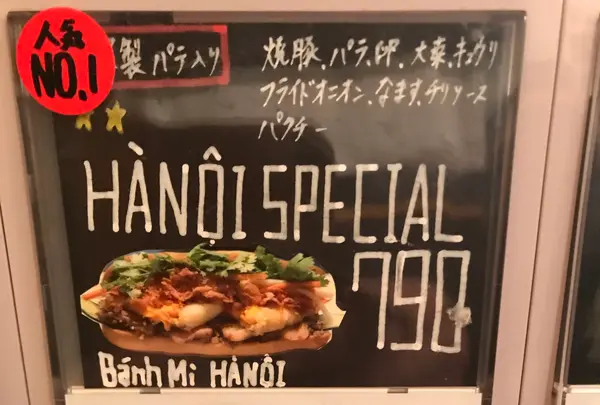 人気
NO.1
製 パテ入り
焼豚、パテ、卵、大葉、キュウリ
フライドオニオン、なます、チリソース
パクチー
HÀNỘI SPECIAL
790
Bánh Mì HÀNỘI